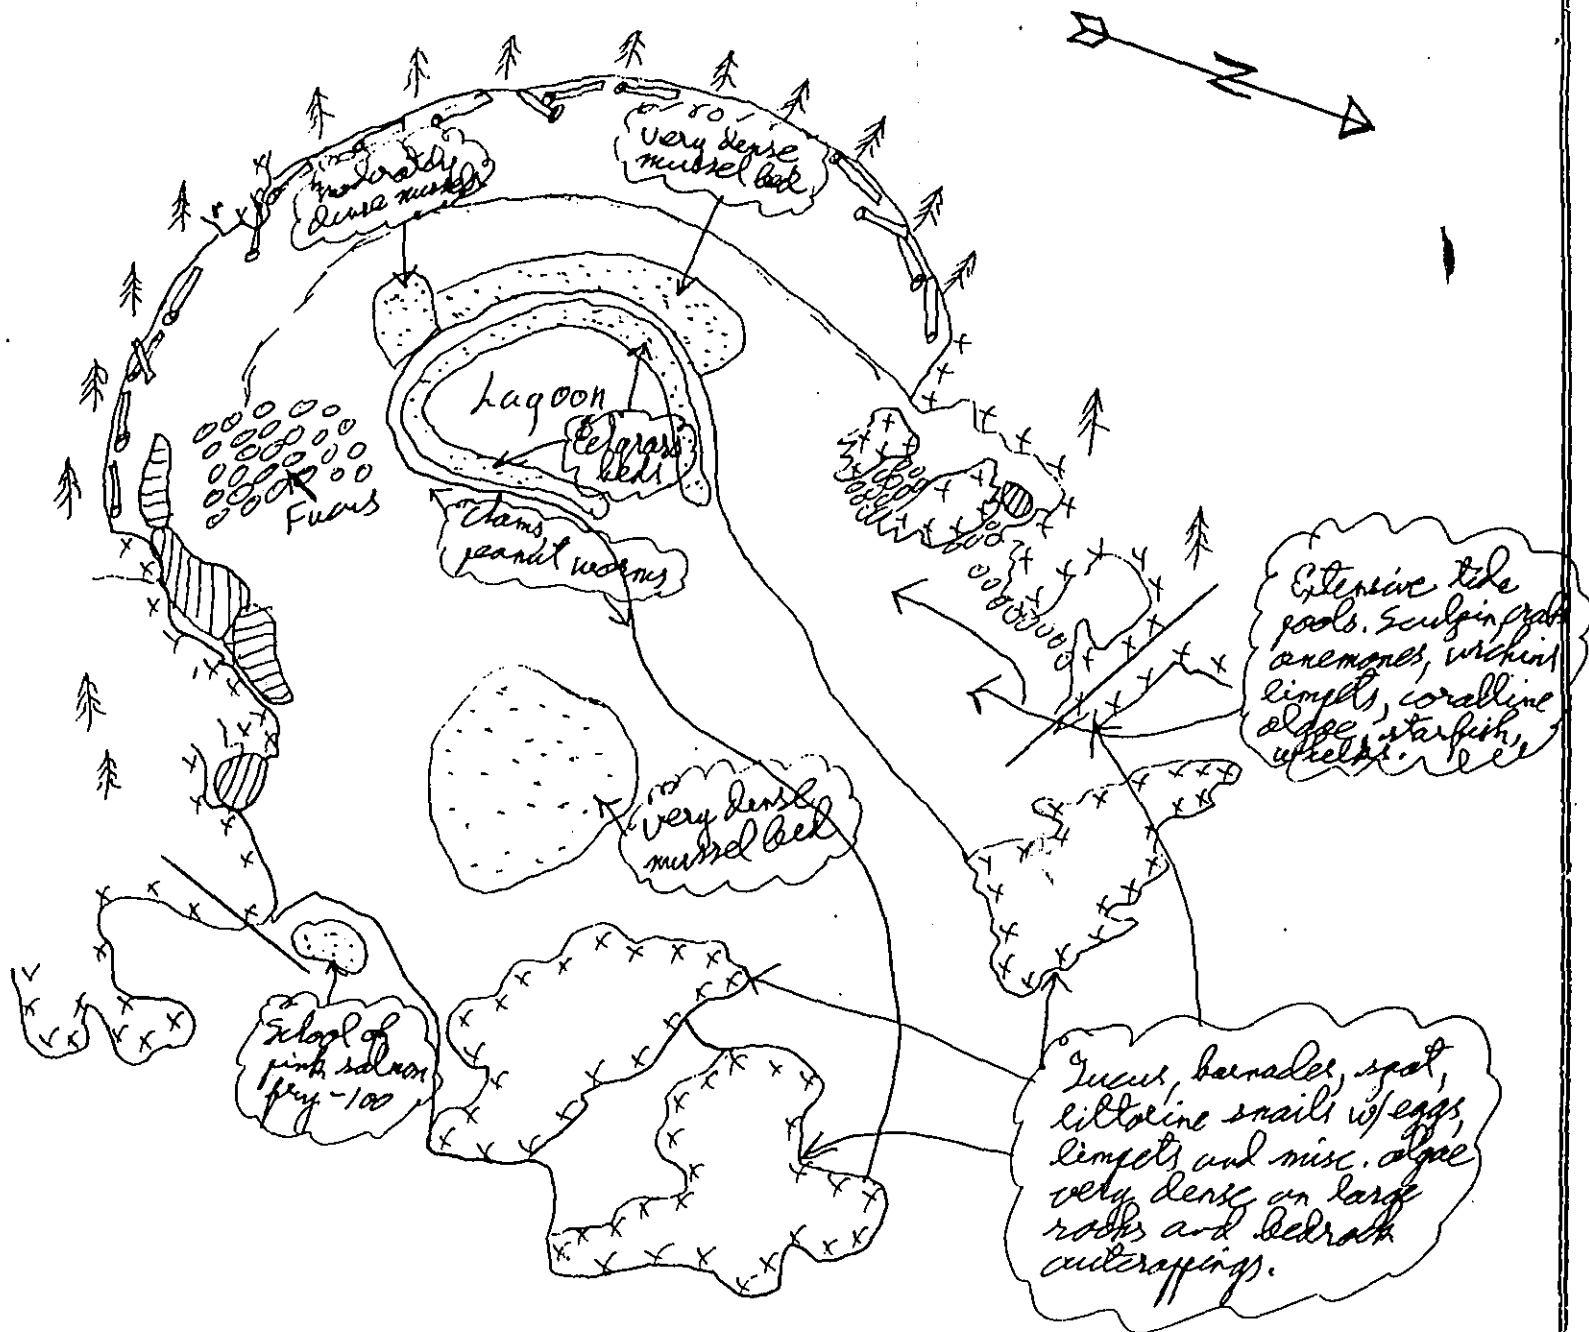 N
moderately
dense mussels
very dense
mussel bed
Lagoon
Eelgrass
beds
Fucus
Clams,
peanut worms
Extensive tide
pools. Sculpin, crabs
anemones, urchins
limpets, coralline
algae, starfish,
whelks.
very dense
mussel bed
School of
pink salmon
fry -100
Fucus, barnacles, spat,
littorine snails w/ eggs,
limpets and misc. algae
very dense on large
rocks and bedrock
outcroppings.